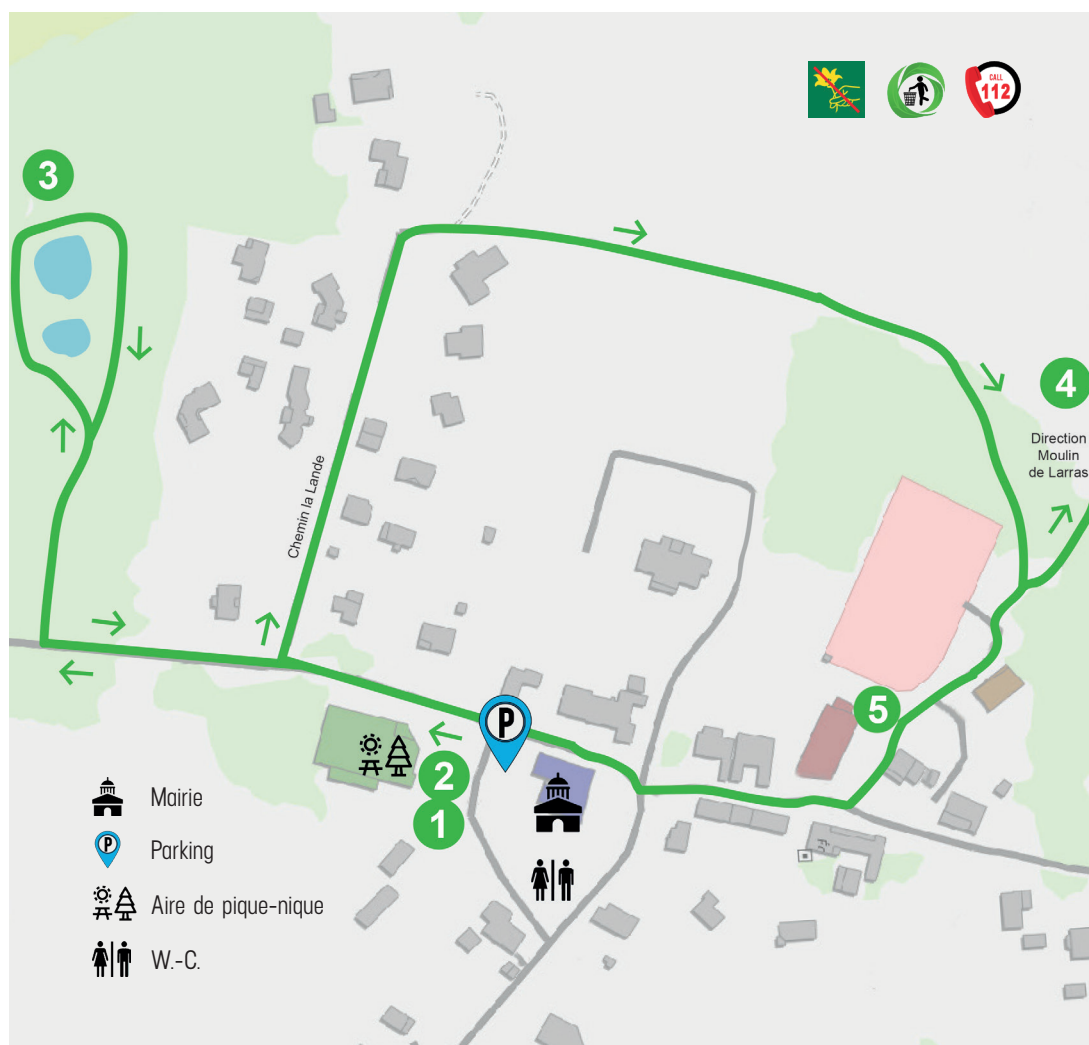 CALL
112
3
4
Direction
Moulin
de Larras
Chemin la Lande
5
P
2
1
Mairie
P
Parking
Aire de pique-nique
W.-C.